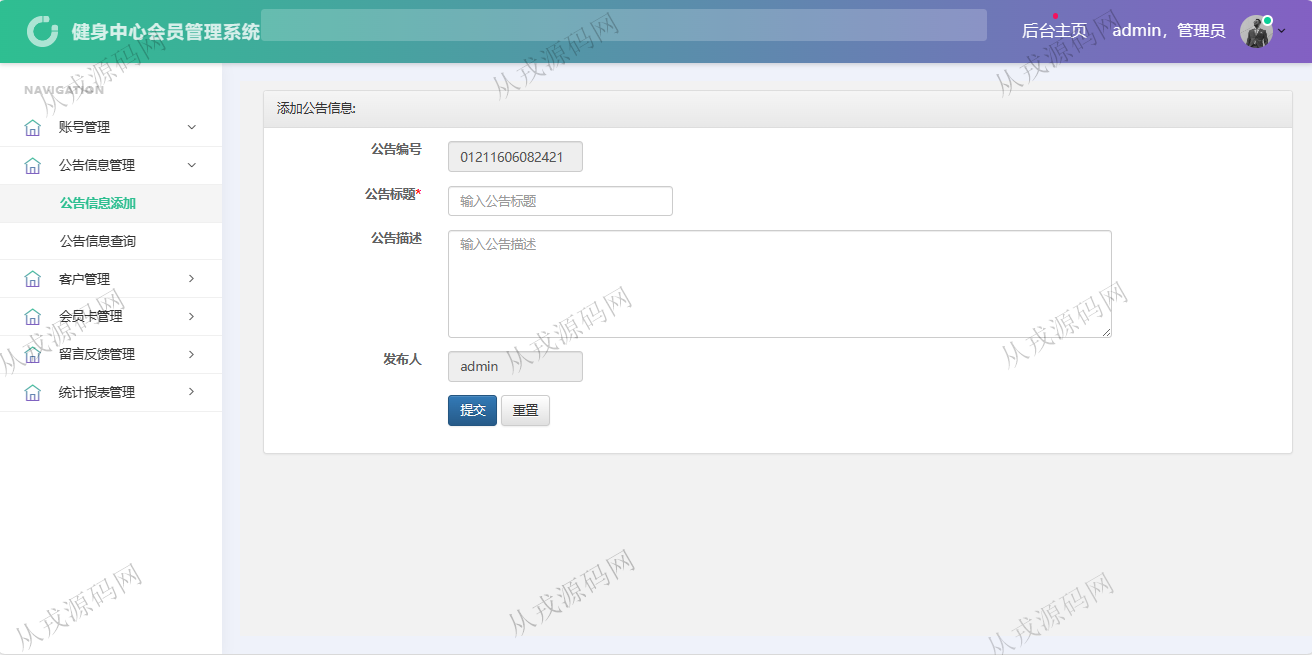 健身中心会员管理系统
后台主页
admin，管理员
NAVIGATION
账号管理
公告信息管理
公告信息添加
公告信息查询
客户管理
会员卡管理
留言反馈管理
统计报表管理
添加公告信息:
公告编号
01211606082421
公告标题*
输入公告标题
公告描述
输入公告描述
发布人
admin
提交
重置
从戎源码网
从戎源码网
从戎源码网
从戎源码网
从戎源码网
从戎源码网
从戎源码网
从戎源码网
从戎源码网